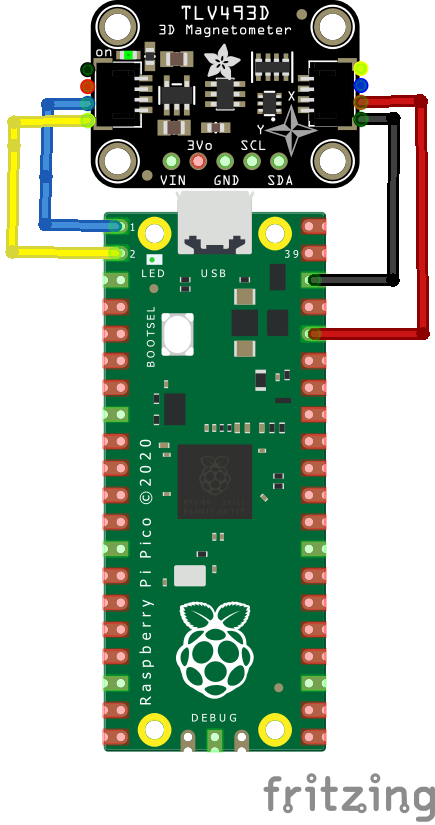 TLV493D
3D Magnetometer
on
X
Y
3Vo
SCL
VIN
GND
SDA
1
2
39
LED
USB
BOOTSEL
Raspberry Pi Pico ©2020
DEBUG
fritzing